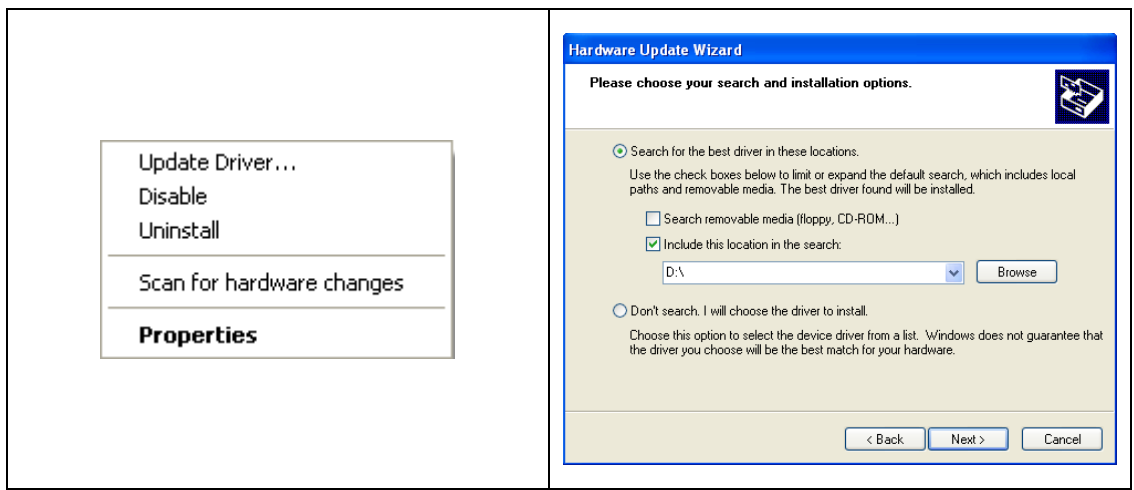 Update Driver...
Disable
Uninstall
Scan for hardware changes
Properties
Hardware Update Wizard
Please choose your search and installation options.
Search for the best driver in these locations.
Use the check boxes below to limit or expand the default search, which includes local
paths and removable media. The best driver found will be installed.
Search removable media (floppy, CD-ROM...)
Include this location in the search:
D:\
Browse
Don't search. I will choose the driver to install.
Choose this option to select the device driver from a list. Windows does not guarantee that
the driver you choose will be the best match for your hardware.
< Back
Next >
Cancel